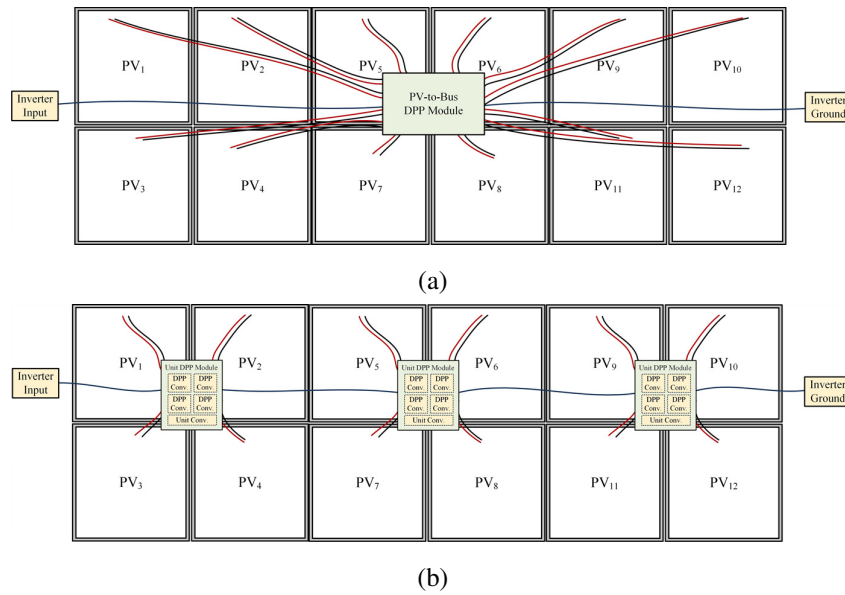 PV1
PV2
PV5
PV6
PV9
PV10
Inverter
Input
PV-to-Bus
DPP Module
Inverter
Ground
PV3
PV4
PV7
PV8
PV11
PV12
(a)
PV1
PV2
PV5
PV6
PV9
PV10
Inverter
Input
Unit DPP Module
DPP
Conv.
DPP
Conv.
DPP
Conv.
DPP
Conv.
Unit Conv.
Unit DPP Module
DPP
Conv.
DPP
Conv.
DPP
Conv.
DPP
Conv.
Unit Conv.
Unit DPP Module
DPP
Conv.
DPP
Conv.
DPP
Conv.
DPP
Conv.
Unit Conv.
Inverter
Ground
PV3
PV4
PV7
PV8
PV11
PV12
(b)